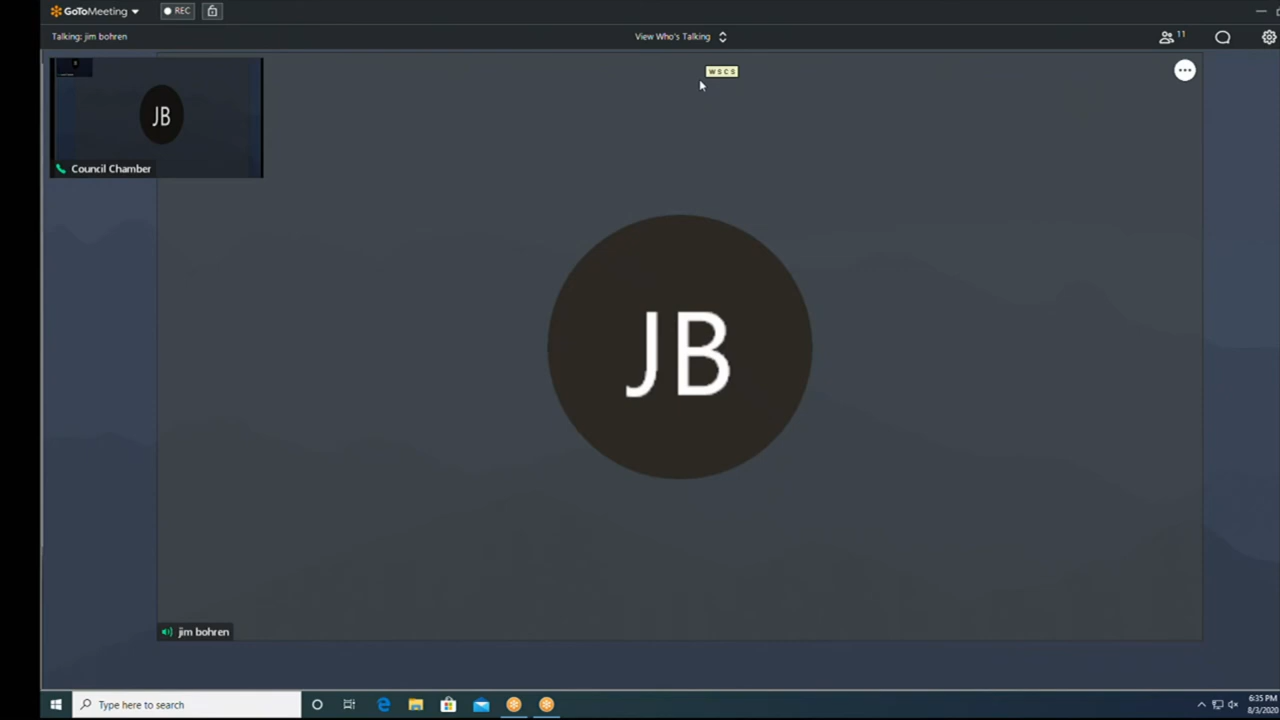 GoToMeeting
REC
Talking: jim bohren
View Who's Talking
11
W S C S
JB
Council Chamber
JB
jim bohren
Type here to search
6:35 PM
8/3/2020